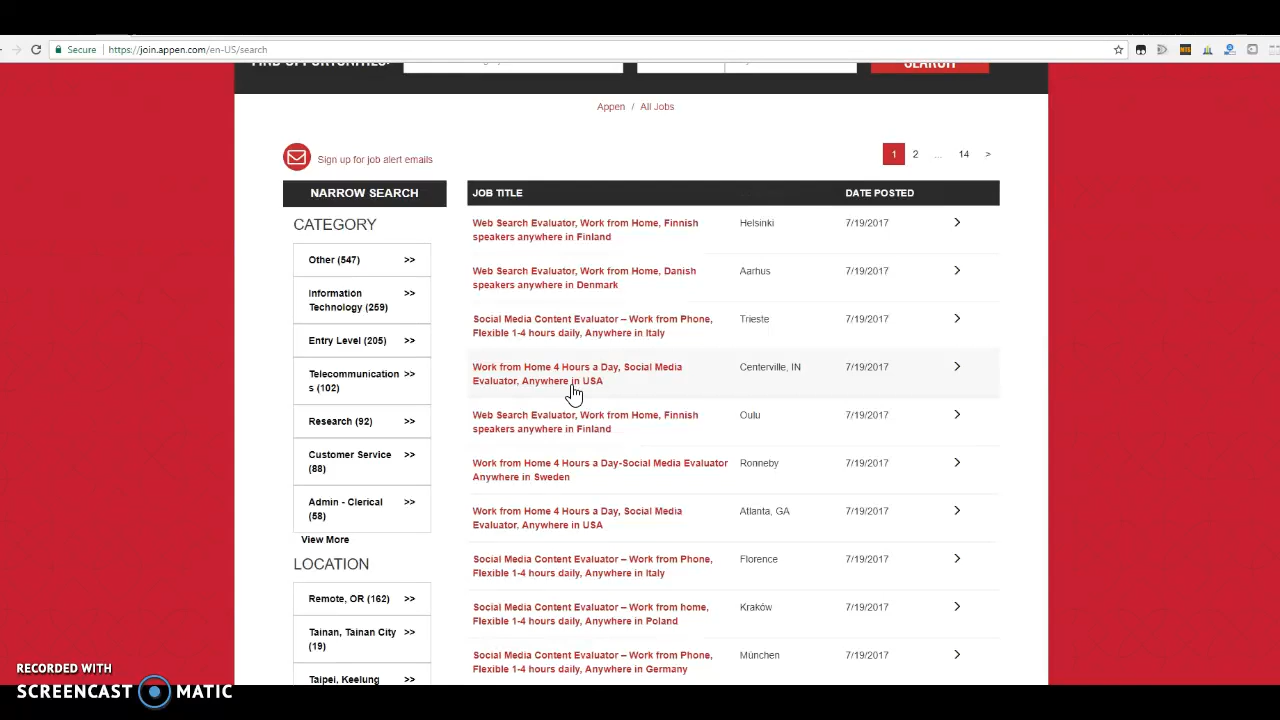 Secure https://join.appen.com/en-US/search
FIND OPPORTUNITIES:
SEARCH
Appen / All Jobs
Sign up for job alert emails
1 2 ... 14 >
NARROW SEARCH
CATEGORY
Other (547) >>
Information >>
Technology (259)
Entry Level (205) >>
Telecommunication >>
s (102)
Research (92) >>
Customer Service >>
(88)
Admin - Clerical >>
(58)
View More
LOCATION
Remote, OR (162) >>
Tainan, Tainan City >>
(19)
Taipei, Keelung >>
JOB TITLE DATE POSTED
Web Search Evaluator, Work from Home, Finnish Helsinki 7/19/2017
speakers anywhere in Finland
Web Search Evaluator, Work from Home, Danish Aarhus 7/19/2017
speakers anywhere in Denmark
Social Media Content Evaluator – Work from Phone, Trieste 7/19/2017
Flexible 1-4 hours daily, Anywhere in Italy
Work from Home 4 Hours a Day, Social Media Centerville, IN 7/19/2017
Evaluator, Anywhere in USA
Web Search Evaluator, Work from Home, Finnish Oulu 7/19/2017
speakers anywhere in Finland
Work from Home 4 Hours a Day-Social Media Evaluator Ronneby 7/19/2017
Anywhere in Sweden
Work from Home 4 Hours a Day, Social Media Atlanta, GA 7/19/2017
Evaluator, Anywhere in USA
Social Media Content Evaluator – Work from Phone, Florence 7/19/2017
Flexible 1-4 hours daily, Anywhere in Italy
Social Media Content Evaluator – Work from home, Kraków 7/19/2017
Flexible 1-4 hours daily, Anywhere in Poland
Social Media Content Evaluator – Work from Phone, München 7/19/2017
Flexible 1-4 hours daily, Anywhere in Germany
RECORDED WITH
SCREENCAST MATIC